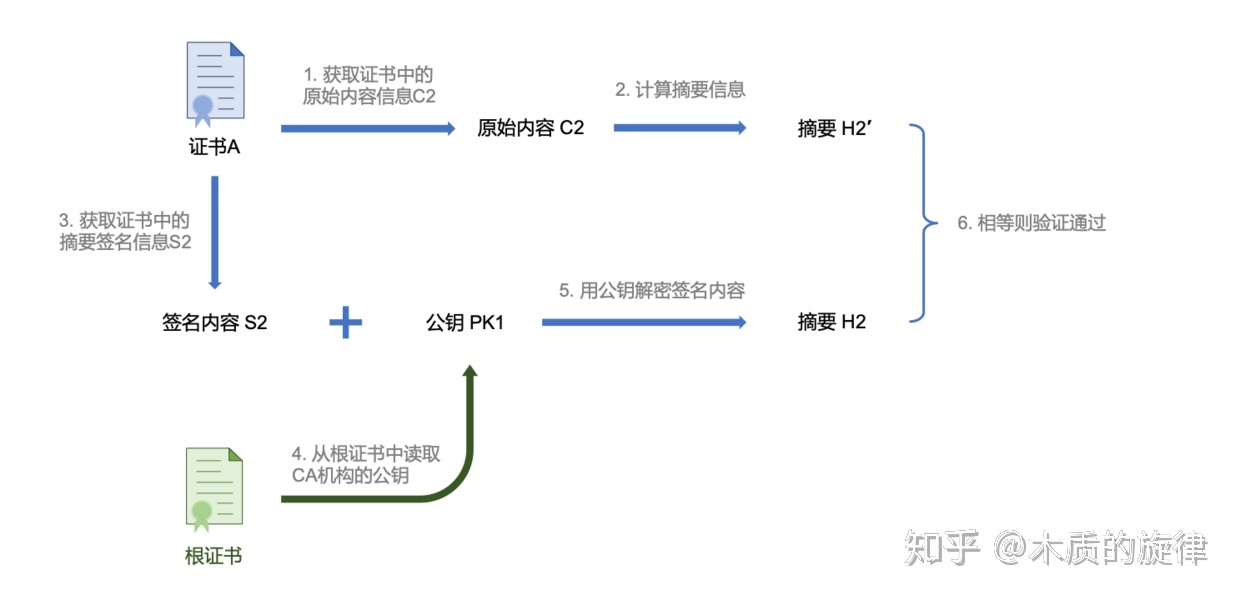 1. 获取证书中的
原始内容信息C2
2. 计算摘要信息
原始内容 C2
摘要 H2′
证书A
3. 获取证书中的
摘要签名信息S2
6. 相等则验证通过
5. 用公钥解密签名内容
签名内容 S2
+
公钥 PK1
摘要 H2
4. 从根证书中读取
CA机构的公钥
根证书
知乎 @木质的旋律